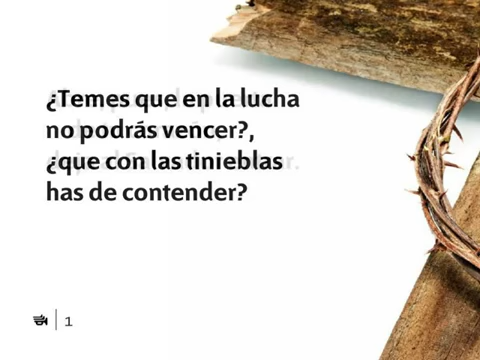 ¿Temes que en la lucha
no podrás vencer?,
¿que con las tinieblas
has de contender?
1